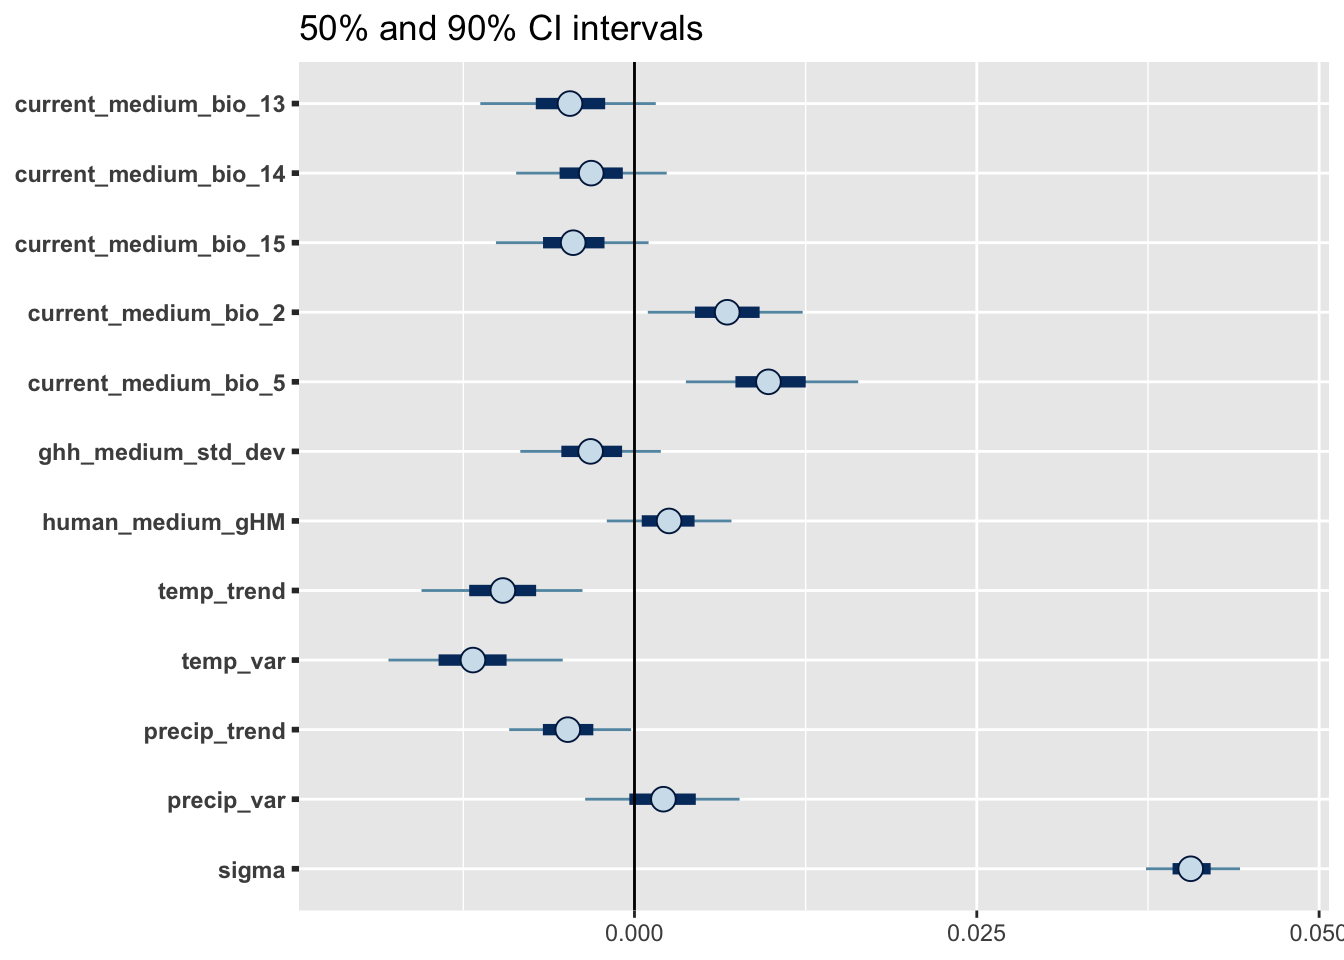 50% and 90% CI intervals
current_medium_bio_13
current_medium_bio_14
current_medium_bio_15
current_medium_bio_2
current_medium_bio_5
ghh_medium_std_dev
human_medium_gHM
temp_trend
temp_var
precip_trend
precip_var
sigma
0.000 0.025 0.050